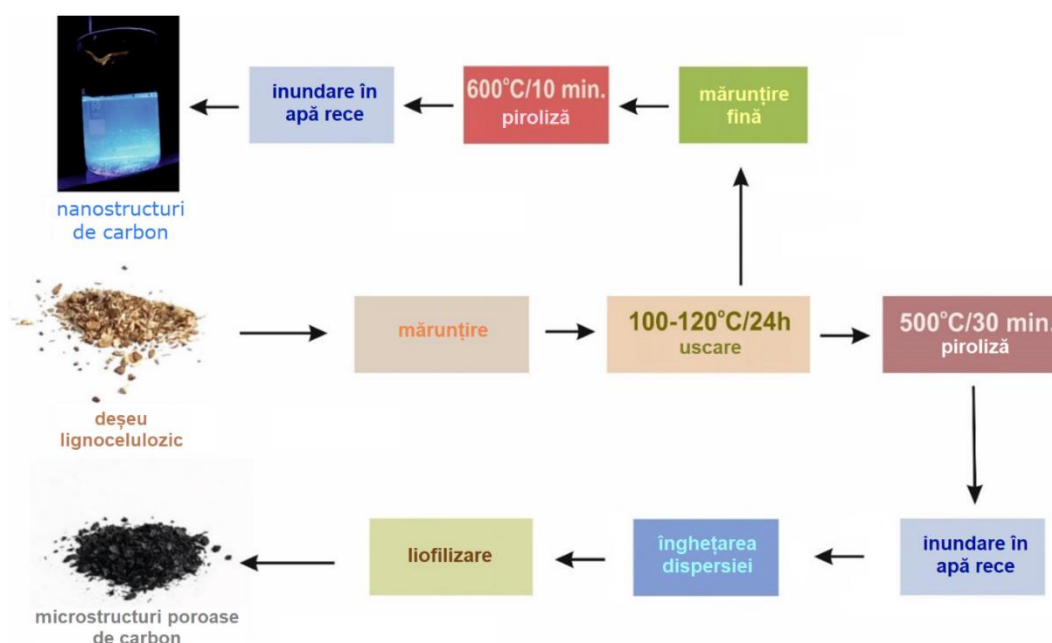 inundare în
apă rece
600°C/10 min.
piroliză
mărunțire
fină
nanostructuri
de carbon
mărunțire
100-120°C/24h
uscare
500°C/30 min.
piroliză
deșeu
lignocelulozic
liofilizare
înghețarea
dispersiei
inundare în
apă rece
microstructuri poroase
de carbon